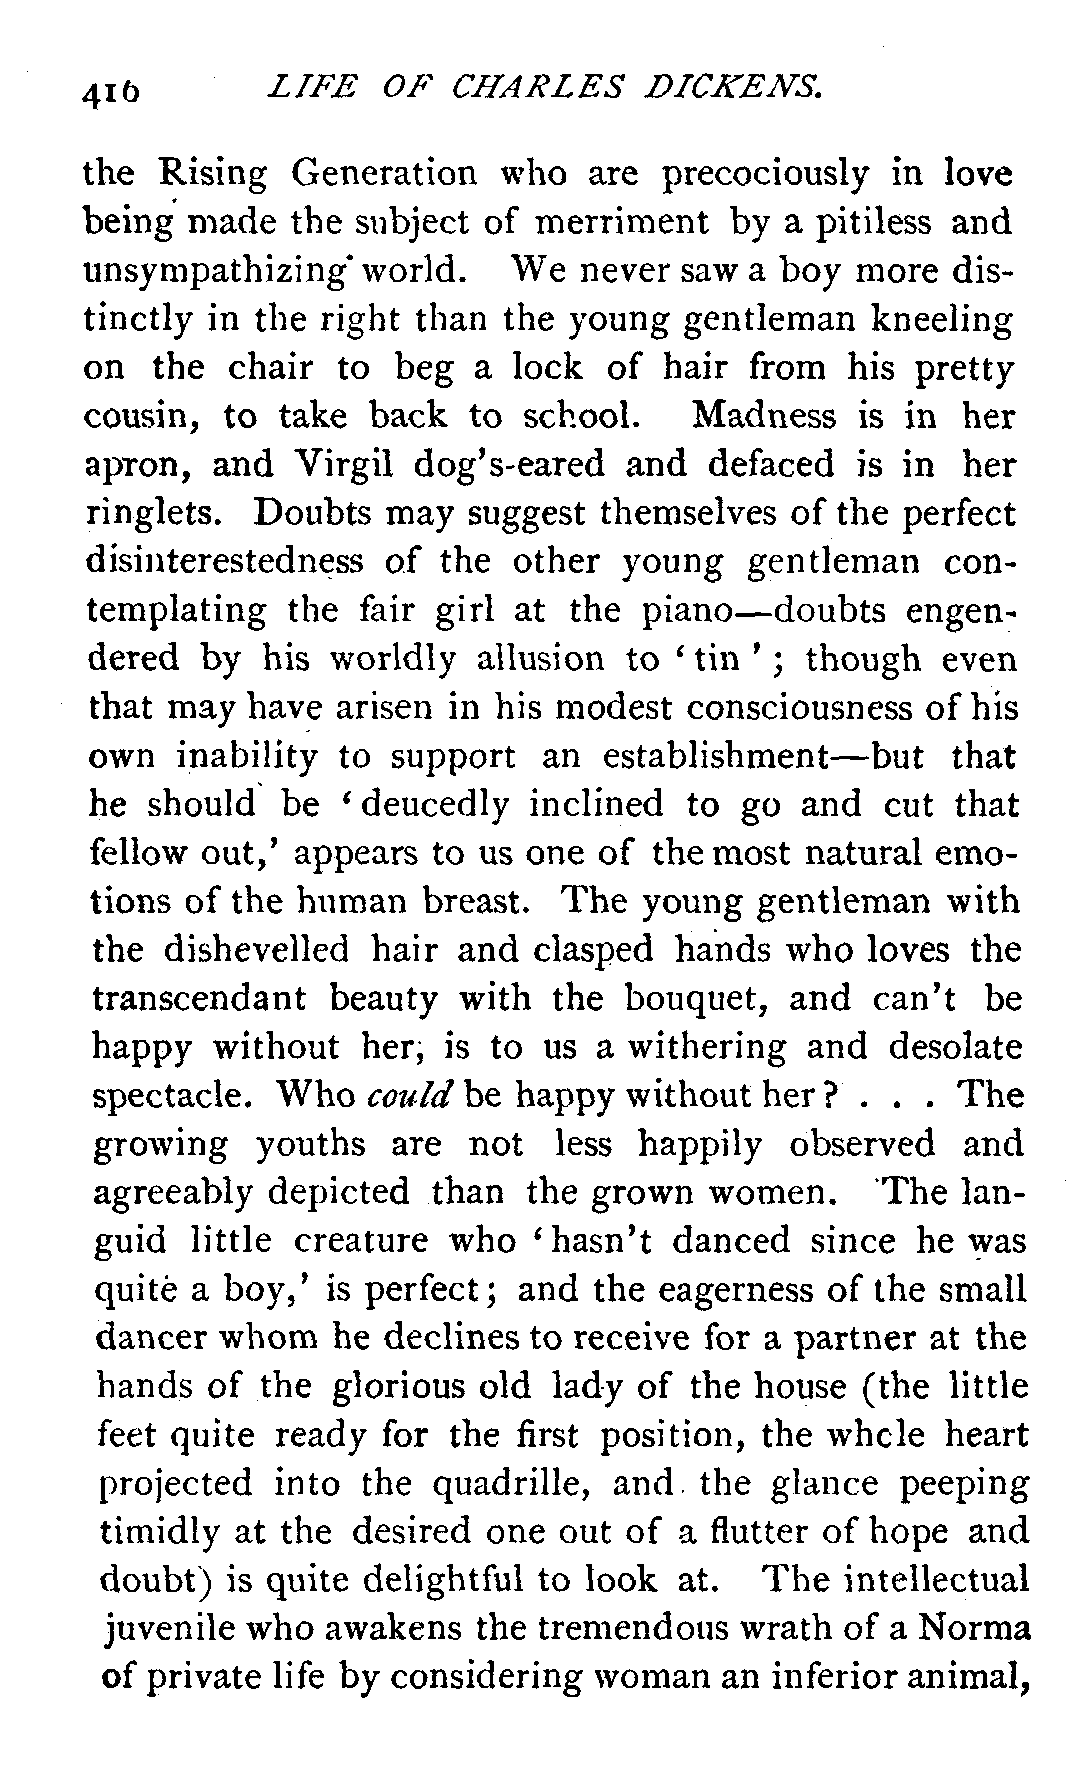 416 LIFE OF CHARLES DICKENS.
the Rising Generation who are precociously in love
being made the subject of merriment by a pitiless and
unsympathizing world. We never saw a boy more dis-
tinctly in the right than the young gentleman kneeling
on the chair to beg a lock of hair from his pretty
cousin, to take back to school. Madness is in her
apron, and Virgil dog's-eared and defaced is in her
ringlets. Doubts may suggest themselves of the perfect
disinterestedness of the other young gentleman con-
templating the fair girl at the piano—doubts engen-
dered by his worldly allusion to ‘tin’; though even
that may have arisen in his modest consciousness of his
own inability to support an establishment—but that
he should be ‘deucedly inclined to go and cut that
fellow out,’ appears to us one of the most natural emo-
tions of the human breast. The young gentleman with
the dishevelled hair and clasped hands who loves the
transcendant beauty with the bouquet, and can't be
happy without her, is to us a withering and desolate
spectacle. Who could be happy without her? . . . The
growing youths are not less happily observed and
agreeably depicted than the grown women. The lan-
guid little creature who ‘hasn't danced since he was
quite a boy,’ is perfect; and the eagerness of the small
dancer whom he declines to receive for a partner at the
hands of the glorious old lady of the house (the little
feet quite ready for the first position, the whole heart
projected into the quadrille, and the glance peeping
timidly at the desired one out of a flutter of hope and
doubt) is quite delightful to look at. The intellectual
juvenile who awakens the tremendous wrath of a Norma
of private life by considering woman an inferior animal,